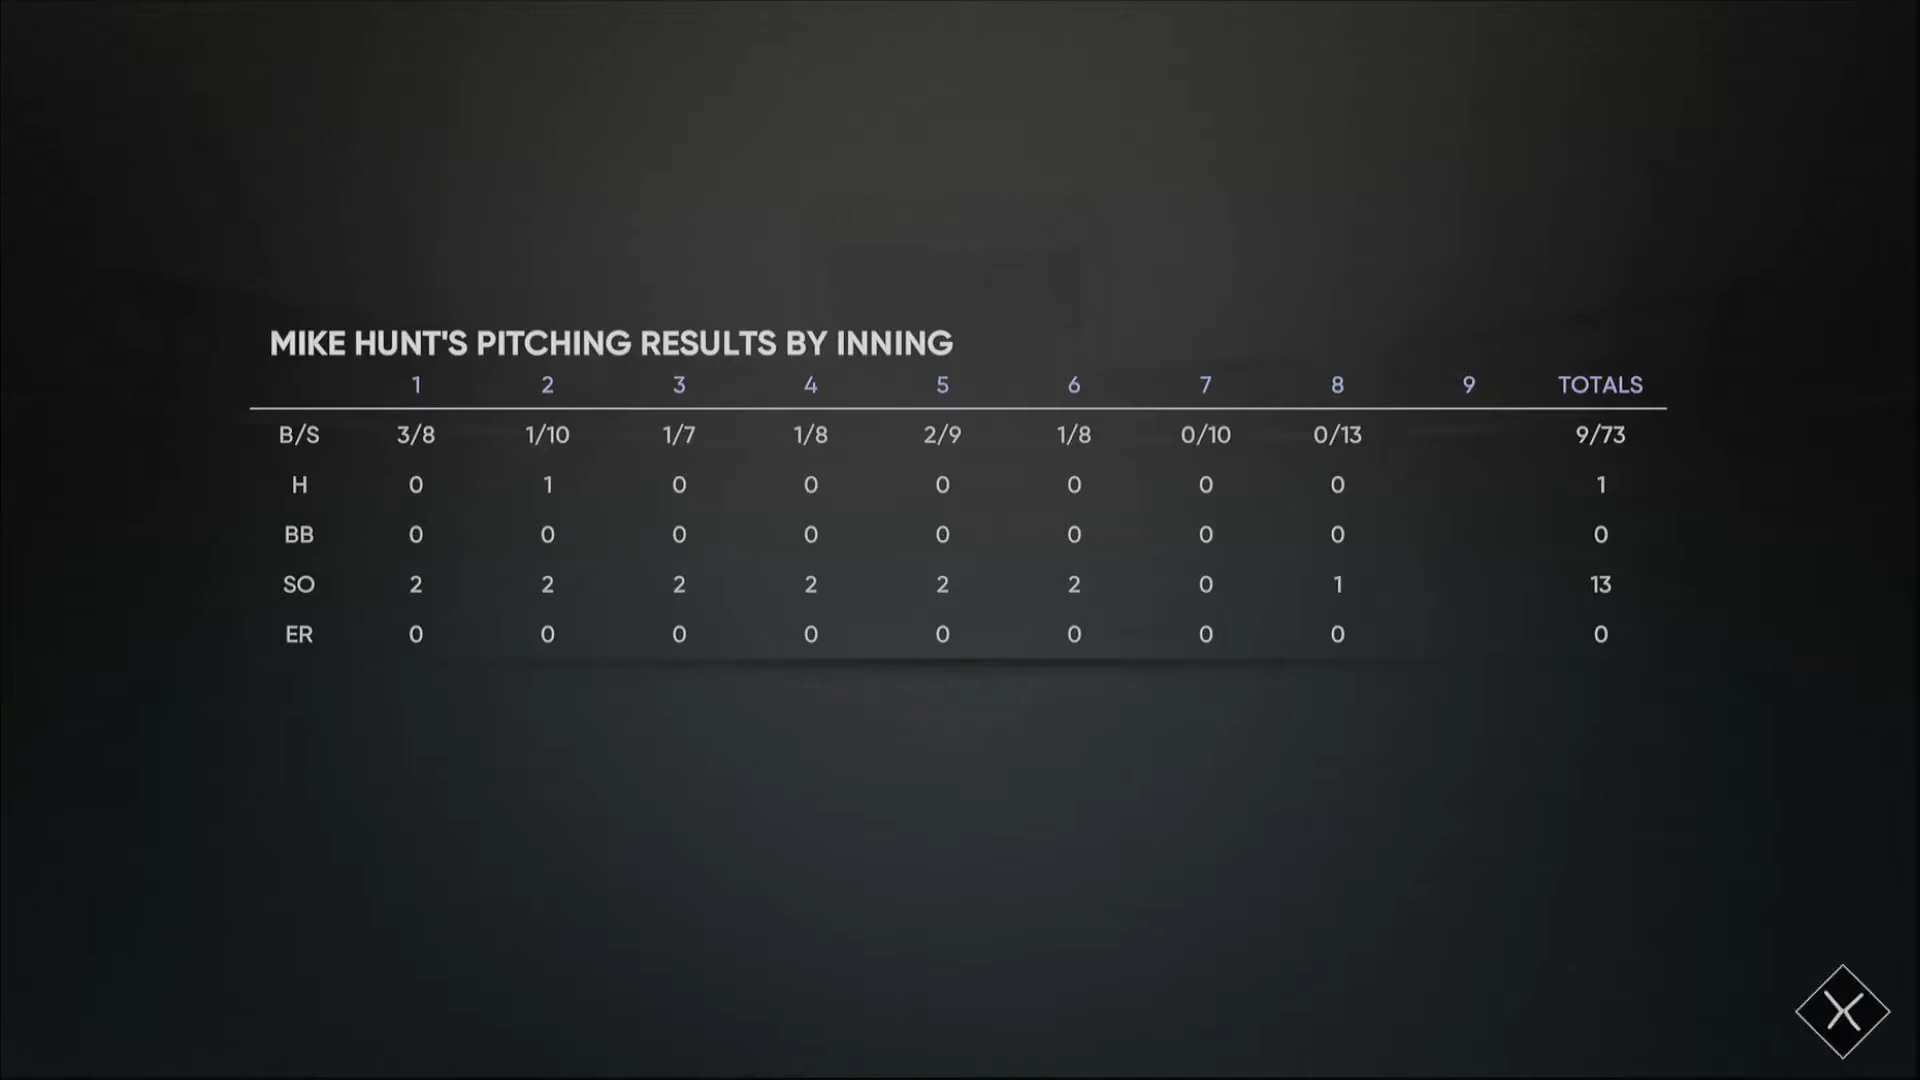 MIKE HUNT'S PITCHING RESULTS BY INNING
1 2 3 4 5 6 7 8 9 TOTALS
B/S 3/8 1/10 1/7 1/8 2/9 1/8 0/10 0/13 9/73
H 0 1 0 0 0 0 0 0 1
BB 0 0 0 0 0 0 0 0 0
SO 2 2 2 2 2 2 0 1 13
ER 0 0 0 0 0 0 0 0 0